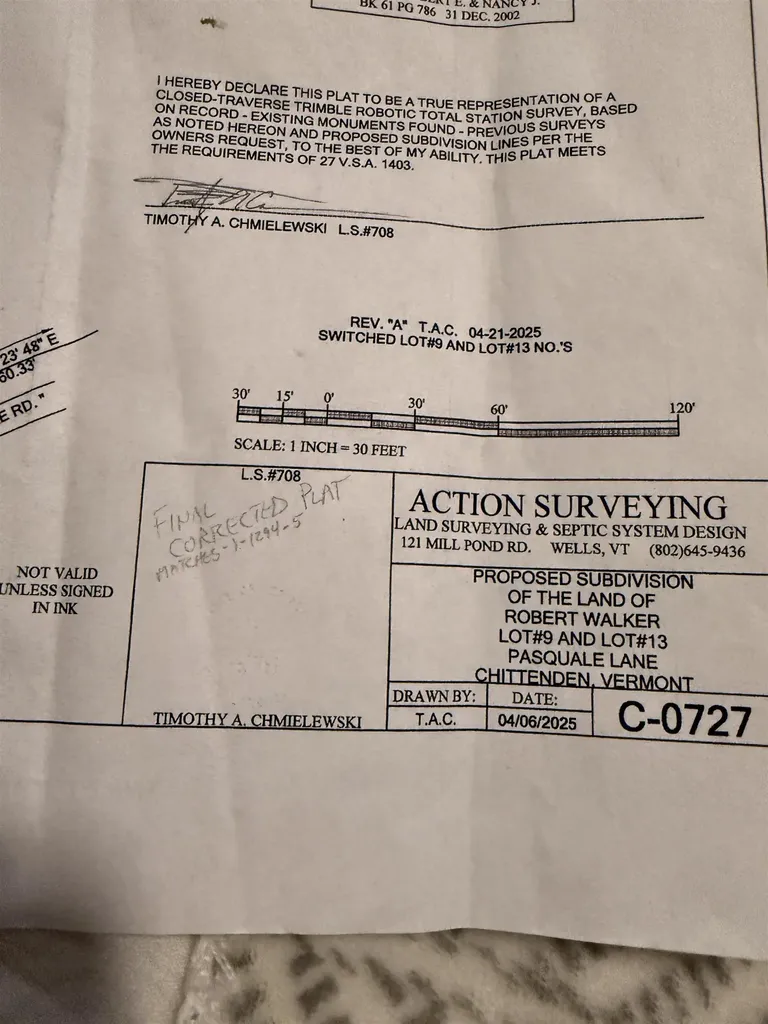 E. & NANCY J.
BK 61 PG 786 31 DEC. 2002
I HEREBY DECLARE THIS PLAT TO BE A TRUE REPRESENTATION OF A
CLOSED-TRAVERSE TRIMBLE ROBOTIC TOTAL STATION SURVEY, BASED
ON RECORD - EXISTING MONUMENTS FOUND - PREVIOUS SURVEYS
AS NOTED HEREON AND PROPOSED SUBDIVISION LINES PER THE
OWNERS REQUEST, TO THE BEST OF MY ABILITY. THIS PLAT MEETS
THE REQUIREMENTS OF 27 V.S.A. 1403.
TIMOTHY A. CHMIELEWSKI L.S.#708
23' 48" E
60.33'
E RD. "
REV. "A" T.A.C. 04-21-2025
SWITCHED LOT#9 AND LOT#13 NO.'S
30' 15' 0' 30' 60' 120'
SCALE: 1 INCH = 30 FEET
NOT VALID
UNLESS SIGNED
IN INK
L.S.#708
FINAL
CORRECTED PLAT
MATCHES-1-1294-5
TIMOTHY A. CHMIELEWSKI
ACTION SURVEYING
LAND SURVEYING & SEPTIC SYSTEM DESIGN
121 MILL POND RD. WELLS, VT (802)645-9436
PROPOSED SUBDIVISION
OF THE LAND OF
ROBERT WALKER
LOT#9 AND LOT#13
PASQUALE LANE
CHITTENDEN, VERMONT
DRAWN BY: DATE:
T.A.C. 04/06/2025
C-0727